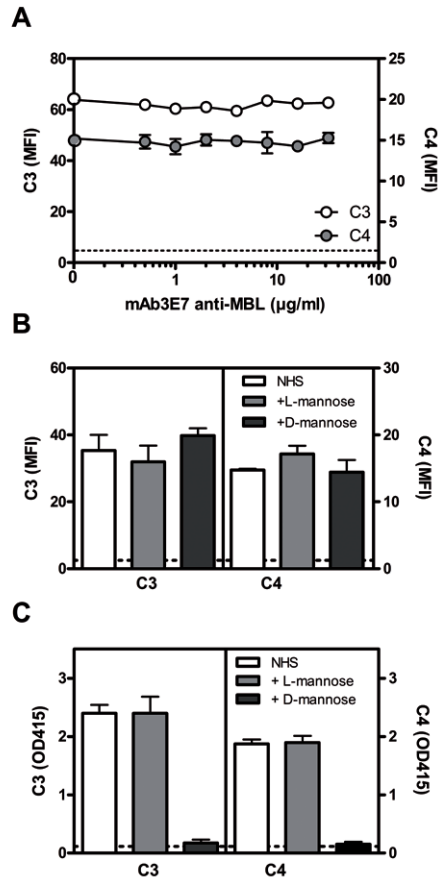 A
80
60
40
20
0
C3 (MFI)
25
20
15
10
5
0
C4 (MFI)
C3
C4
0 1 10 100
mAb3E7 anti-MBL (µg/ml)
B
60
40
20
0
C3 (MFI)
NHS
+L-mannose
+D-mannose
30
20
10
0
C4 (MFI)
C3 C4
C
3
2
1
0
C3 (OD415)
NHS
+ L-mannose
+ D-mannose
3
2
1
0
C4 (OD415)
C3 C4